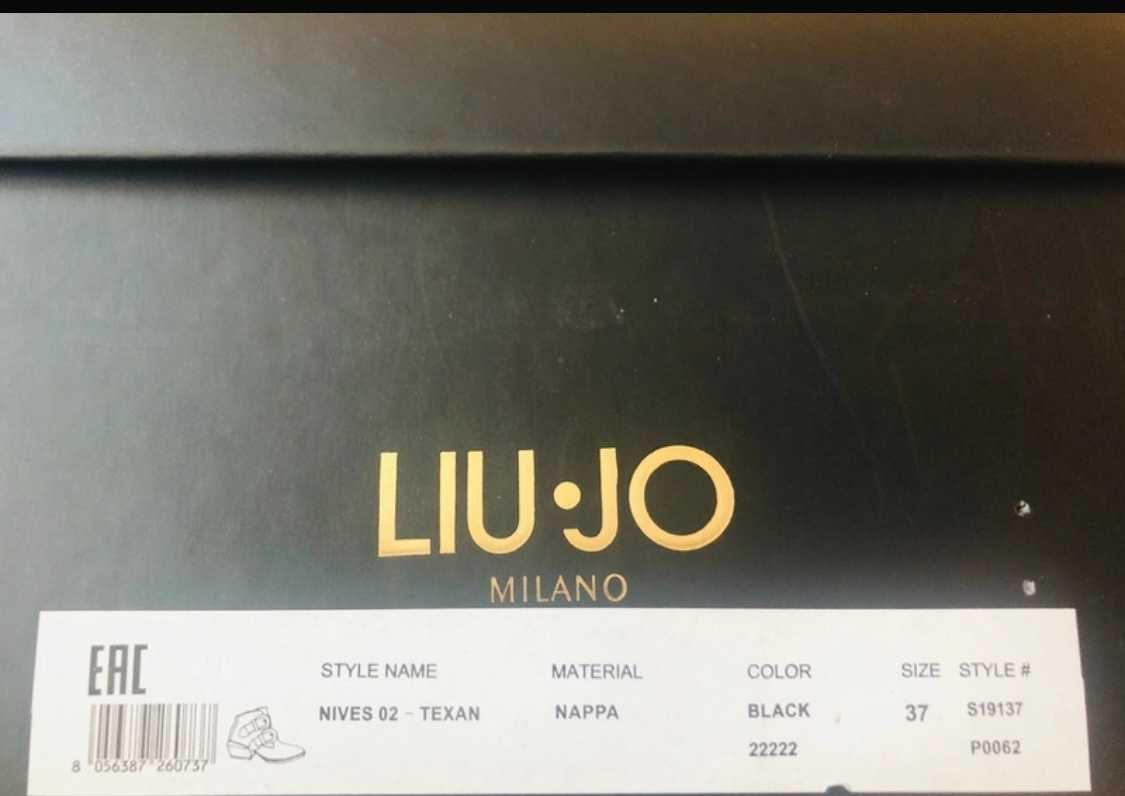 LIU·JO
MILANO
EAC
STYLE NAME MATERIAL COLOR SIZE STYLE #
NIVES 02 - TEXAN NAPPA BLACK 37 S19137
22222 P0062
8 056387 260737